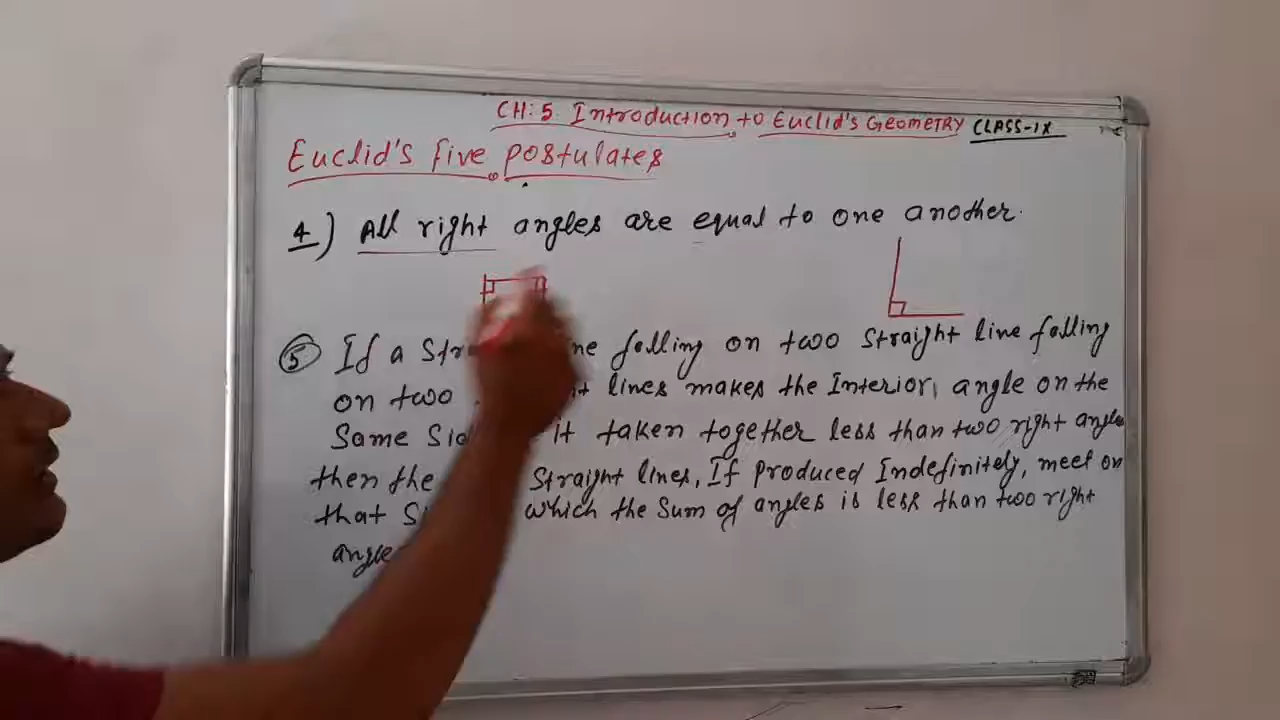 CH: 5. Introduction to Euclid's GEOMETRY CLASS-IX
Euclid's five postulates
4) All right angles are equal to one another.
5 If a Stra ne falling on two Straight line falling
on two lines makes the Interior, angle on the
Same Sid it taken together less than two right angles
then the Straight lines, If Produced Indefinitely, meet on
that S which the Sum of angles is less than two right
angle